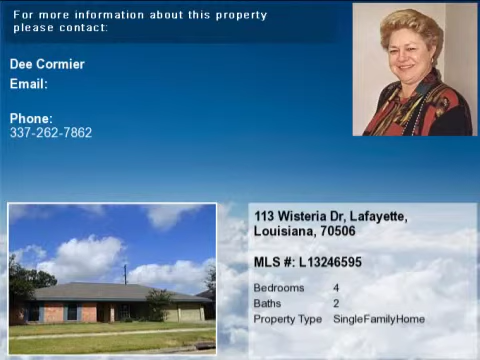 For more information about this property
please contact:
Dee Cormier
Email:
Phone:
337-262-7862
113 Wisteria Dr, Lafayette,
Louisiana, 70506
MLS #: L13246595
Bedrooms 4
Baths 2
Property Type SingleFamilyHome